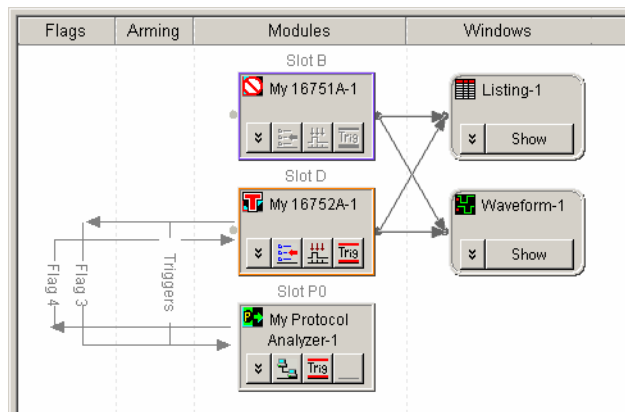 Flags Arming Modules Windows
Slot B
My 16751A-1
Trig
Listing-1
Show
Slot D
My 16752A-1
Trig
Waveform-1
Show
Flag 4
Flag 3
Triggers
Slot P0
P
My Protocol
Analyzer-1
Trig